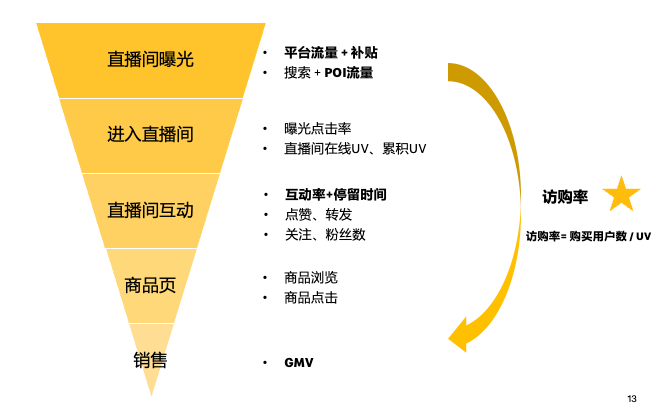 直播间曝光
• 平台流量 + 补贴
• 搜索 + POI流量
进入直播间
• 曝光点击率
• 直播间在线UV、累积UV
直播间互动
• 互动率+停留时间
• 点赞、转发
• 关注、粉丝数
商品页
• 商品浏览
• 商品点击
销售
• GMV
访购率
访购率= 购买用户数 / UV
13